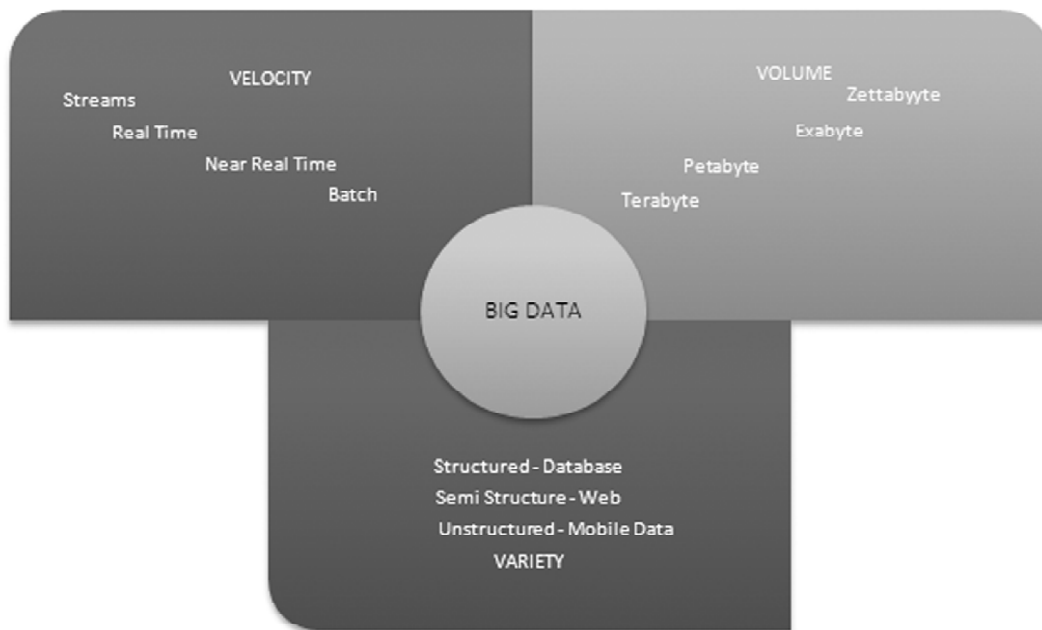 VELOCITY
Streams
Real Time
Near Real Time
Batch
VOLUME
Zettabyyte
Exabyte
Petabyte
Terabyte
BIG DATA
Structured - Database
Semi Structure - Web
Unstructured - Mobile Data
VARIETY